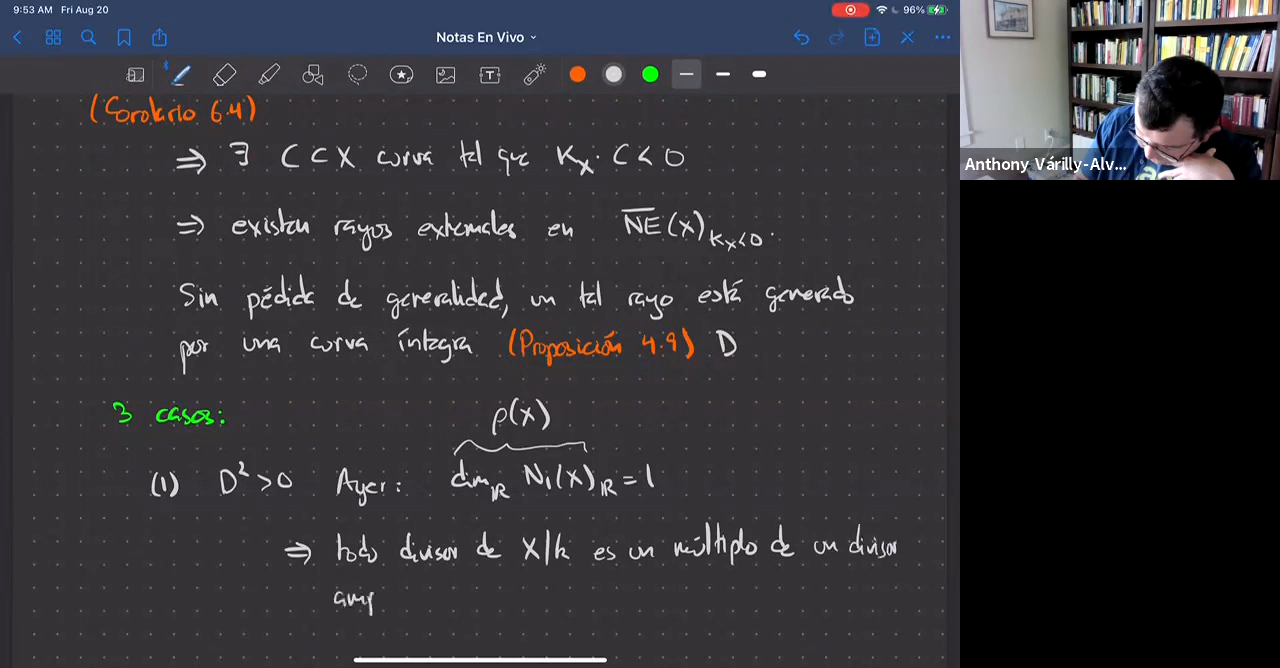 9:53 AM Fri Aug 20
96%
Notas En Vivo
(Corolario 6.4)
⇒ ∃ C ⊂ X curva tal que K_X · C < 0
⇒ existen rayos extremales en \overline{NE}(X)_{K_X<0}.
Sin pédida de generalidad, un tal rayo está generado
por una curva íntegra (Proposición 4.9) D
3 casos:
ρ(X)
(1) D² > 0 Ayer: dim_ℝ N₁(X)_ℝ = 1
⇒ todo divisor de X/k es un múltiplo de un divisor
amp
Anthony Várilly-Alv...